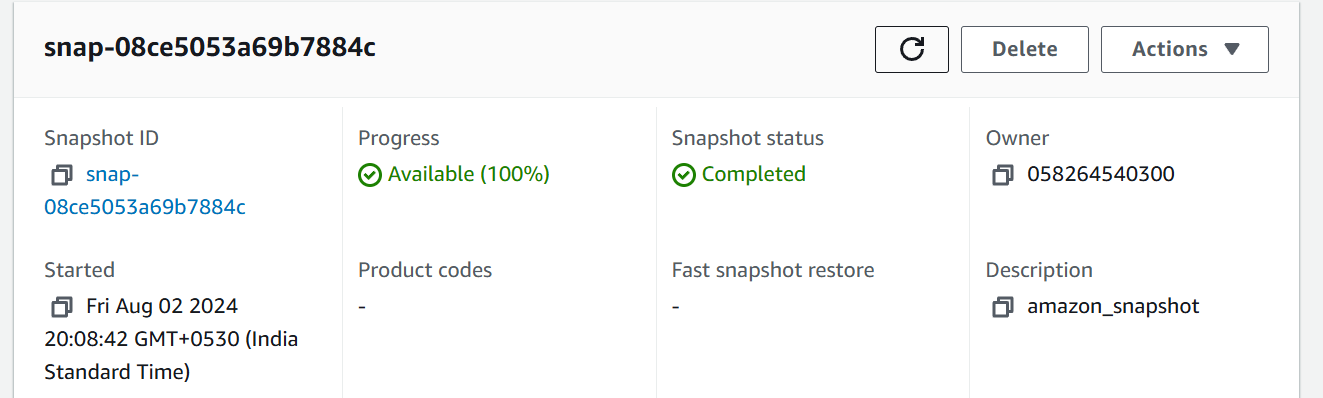 snap-08ce5053a69b7884c
Delete
Actions
Snapshot ID
snap-
08ce5053a69b7884c
Progress
Available (100%)
Snapshot status
Completed
Owner
058264540300
Started
Fri Aug 02 2024
20:08:42 GMT+0530 (India
Standard Time)
Product codes
-
Fast snapshot restore
-
Description
amazon_snapshot